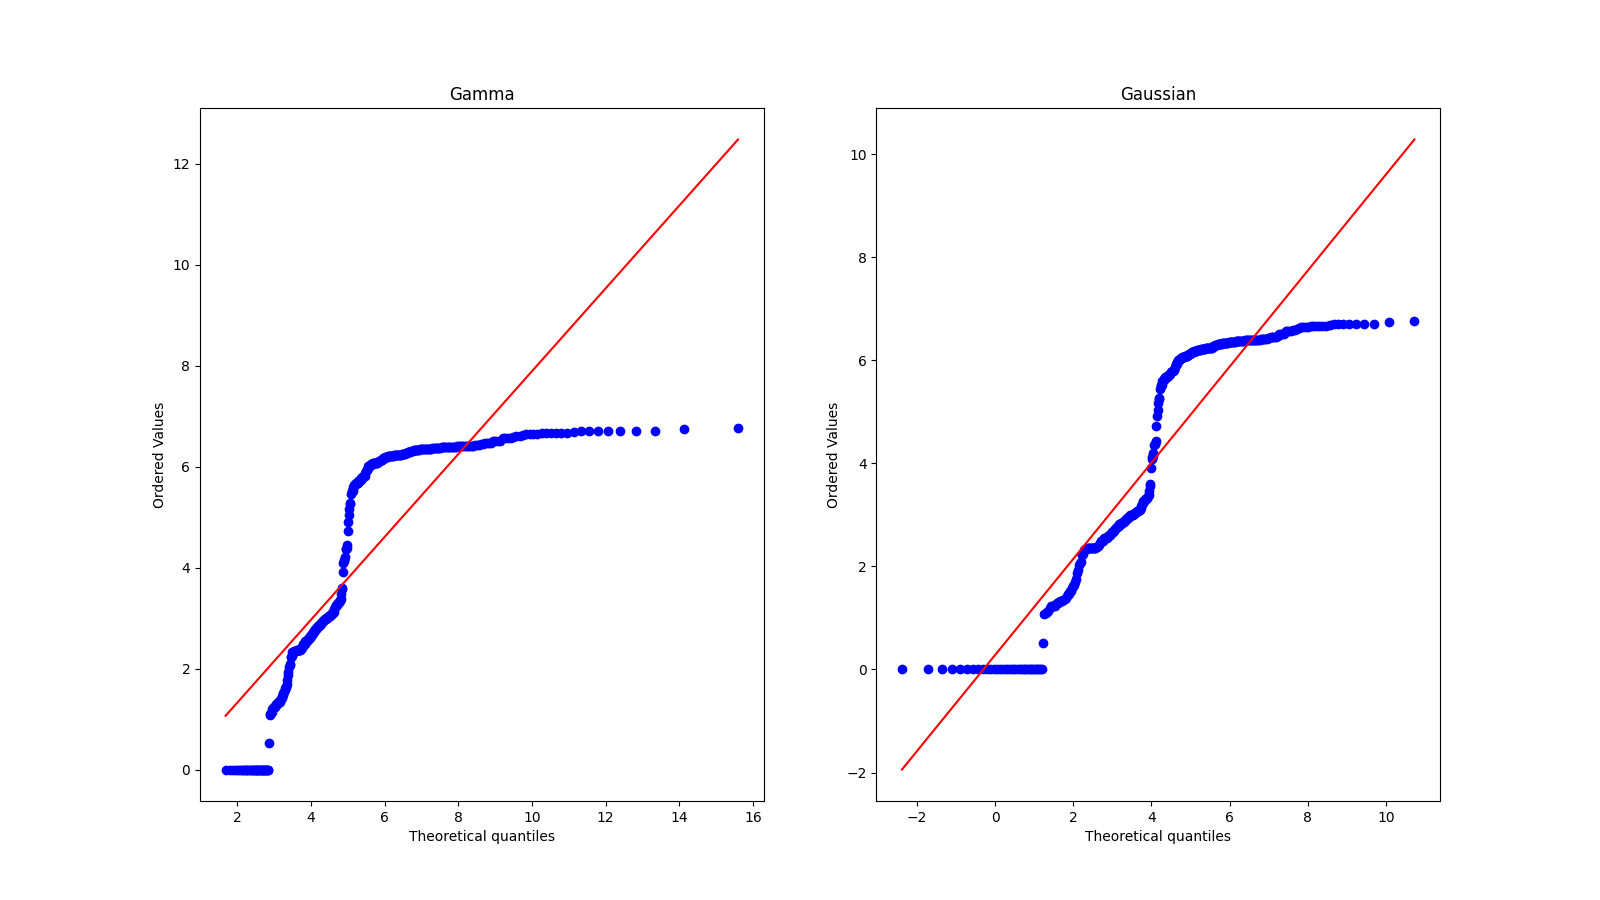 Gamma
Ordered Values
12
10
8
6
4
2
0
2 4 6 8 10 12 14 16
Theoretical quantiles
Gaussian
Ordered Values
10
8
6
4
2
0
−2
−2 0 2 4 6 8 10
Theoretical quantiles